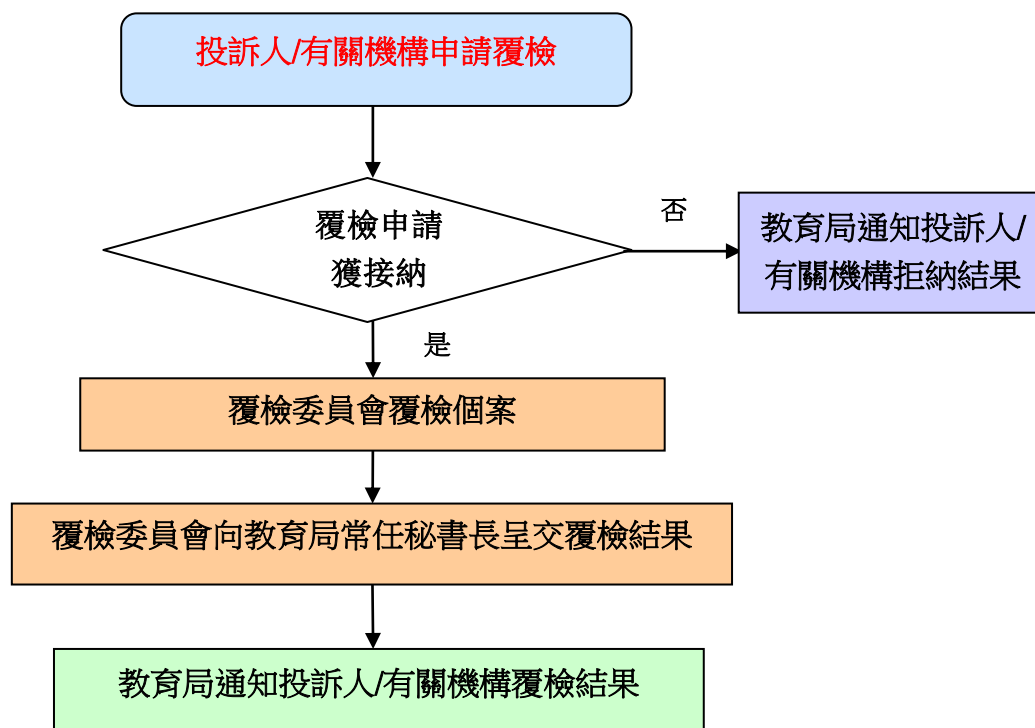 投訴人/有關機構申請覆檢
覆檢申請
獲接納
否
教育局通知投訴人/
有關機構拒納結果
是
覆檢委員會覆檢個案
覆檢委員會向教育局常任秘書長呈交覆檢結果
教育局通知投訴人/有關機構覆檢結果